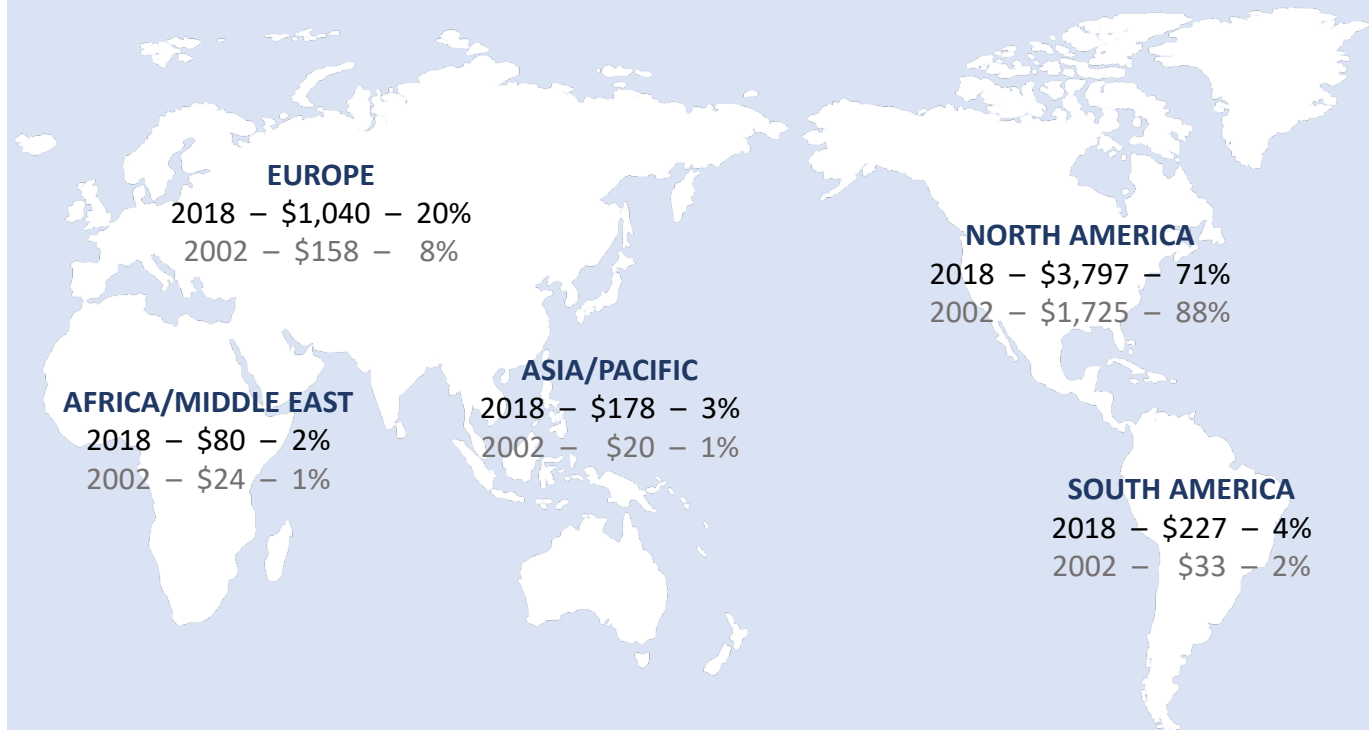 EUROPE
2018 – $1,040 – 20%
2002 – $158 – 8%
NORTH AMERICA
2018 – $3,797 – 71%
2002 – $1,725 – 88%
ASIA/PACIFIC
2018 – $178 – 3%
2002 – $20 – 1%
AFRICA/MIDDLE EAST
2018 – $80 – 2%
2002 – $24 – 1%
SOUTH AMERICA
2018 – $227 – 4%
2002 – $33 – 2%